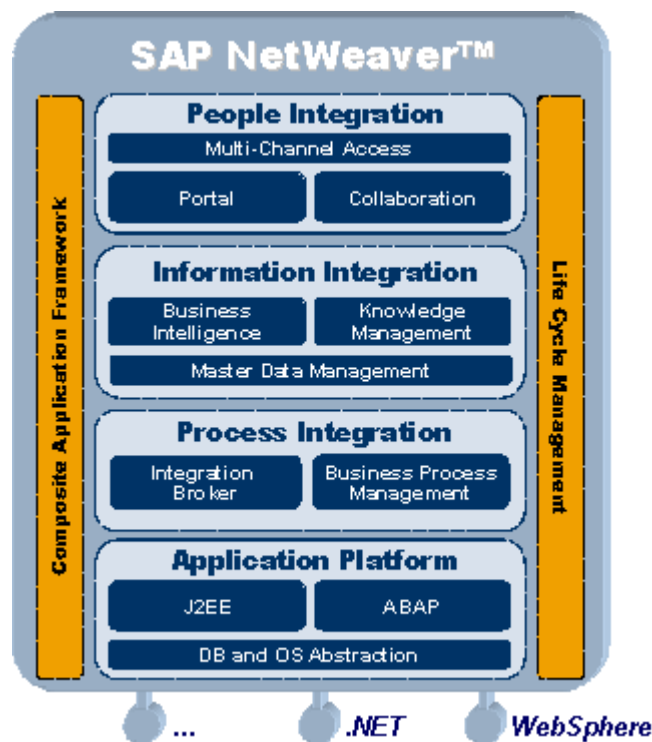 SAP NetWeaver™
People Integration
Multi-Channel Access
Portal
Collaboration
Information Integration
Business
Intelligence
Knowledge
Management
Master Data Management
Process Integration
Integration
Broker
Business Process
Management
Application Platform
J2EE
ABAP
DB and OS Abstraction
Composite Application Framework
Life Cycle Management
...
.NET
WebSphere